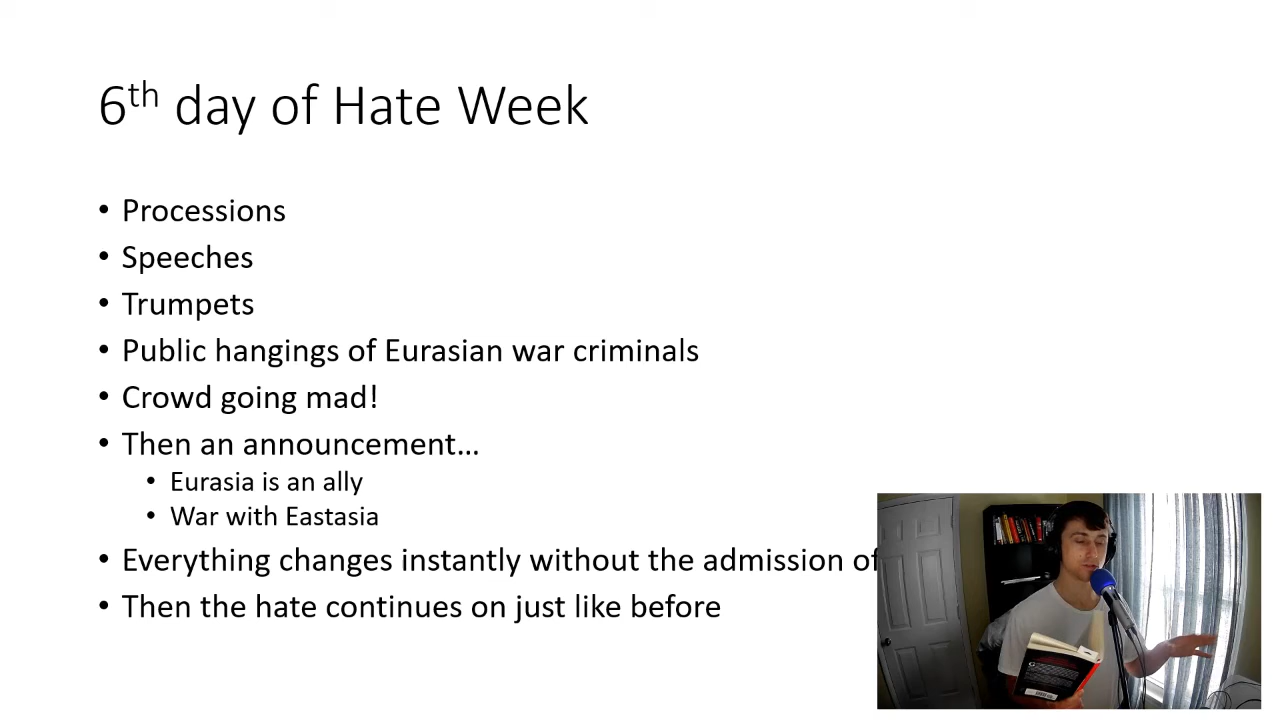 6th day of Hate Week
• Processions
• Speeches
• Trumpets
• Public hangings of Eurasian war criminals
• Crowd going mad!
• Then an announcement…
• Eurasia is an ally
• War with Eastasia
• Everything changes instantly without the admission of
• Then the hate continues on just like before